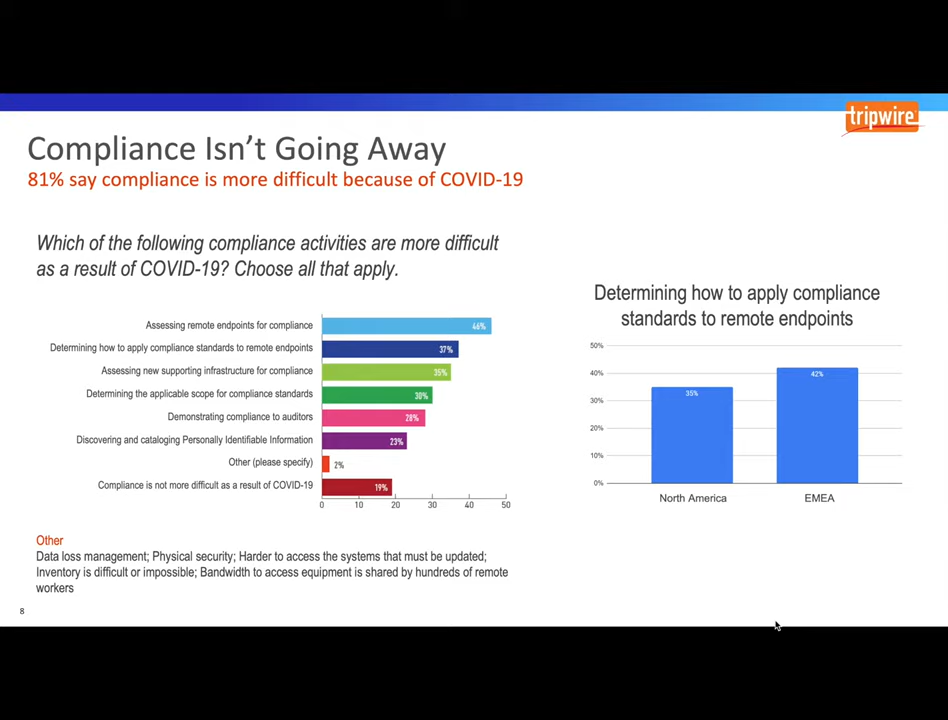 tripwire
Compliance Isn't Going Away
81% say compliance is more difficult because of COVID-19
Which of the following compliance activities are more difficult
as a result of COVID-19? Choose all that apply.
Assessing remote endpoints for compliance 46%
Determining how to apply compliance standards to remote endpoints 37%
Assessing new supporting infrastructure for compliance 35%
Determining the applicable scope for compliance standards 30%
Demonstrating compliance to auditors 28%
Discovering and cataloging Personally Identifiable Information 23%
Other (please specify) 2%
Compliance is not more difficult as a result of COVID-19 19%
0 10 20 30 40 50
Determining how to apply compliance
standards to remote endpoints
50%
40%
30%
20%
10%
0%
35%
42%
North America EMEA
Other
Data loss management; Physical security; Harder to access the systems that must be updated;
Inventory is difficult or impossible; Bandwidth to access equipment is shared by hundreds of remote
workers
8